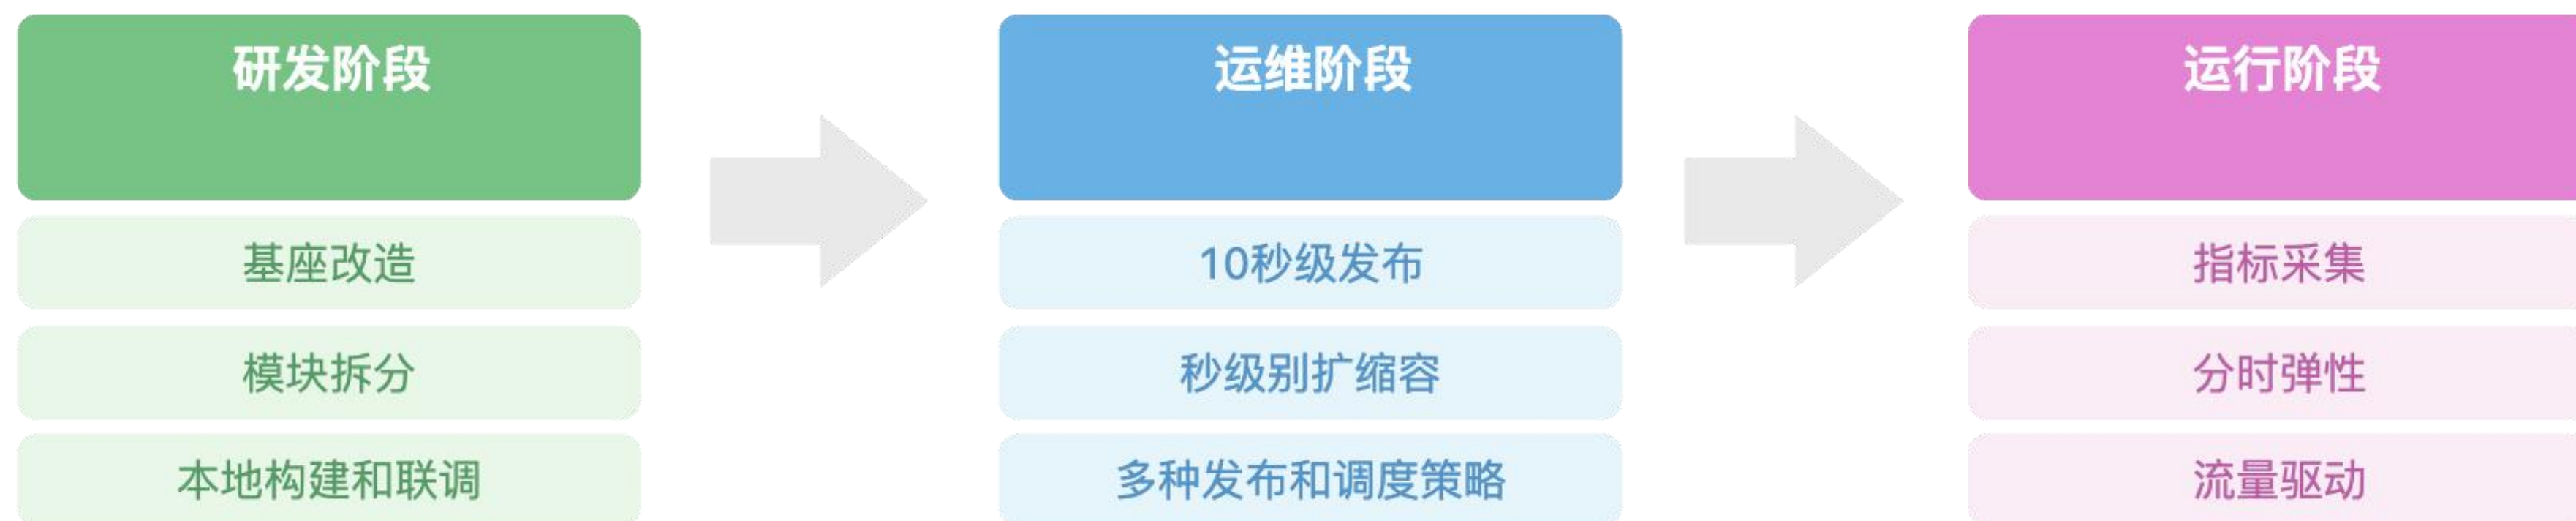 研发阶段
基座改造
模块拆分
本地构建和联调
运维阶段
10秒级发布
秒级别扩缩容
多种发布和调度策略
运行阶段
指标采集
分时弹性
流量驱动